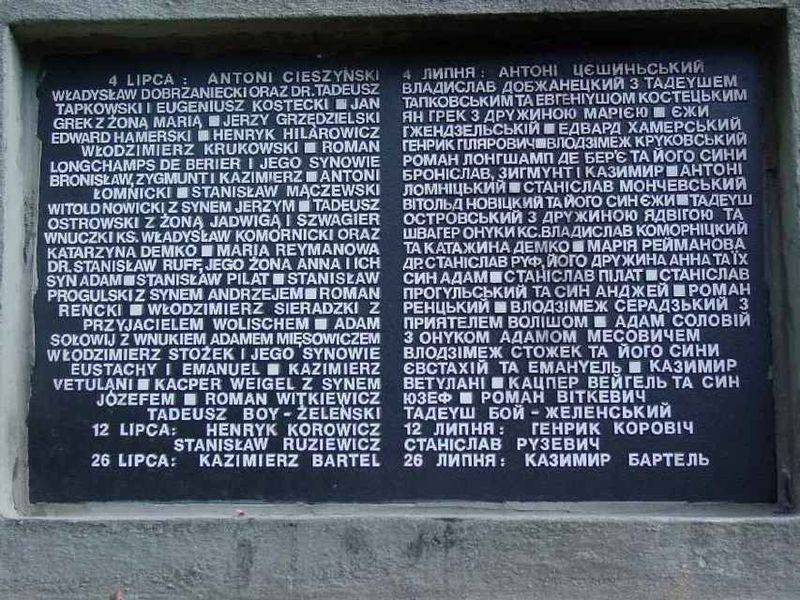 4 LIPCA : ANTONI CIESZYŃSKI
WŁADYSŁAW DOBRZANIECKI ORAZ DR. TADEUSZ
TAPKOWSKI I EUGENIUSZ KOSTECKI ■ JAN
GREK Z ŻONĄ MARIĄ ■ JERZY GRZĘDZIELSKI
EDWARD HAMERSKI ■ HENRYK HILAROWICZ
WŁODZIMIERZ KRUKOWSKI ■ ROMAN
LONGCHAMPS DE BERIER I JEGO SYNOWIE
BRONISŁAW, ZYGMUNT I KAZIMIERZ ■ ANTONI
ŁOMNICKI ■ STANISŁAW MĄCZEWSKI
WITOLD NOWICKI Z SYNEM JERZYM ■ TADEUSZ
OSTROWSKI Z ŻONĄ JADWIGĄ I SZWAGIER
WNUCZKI KS. WŁADYSŁAW KOMORNICKI ORAZ
KATARZYNA DEMKO ■ MARIA REYMANOWA
DR. STANISŁAW RUFF, JEGO ŻONA ANNA I ICH
SYN ADAM ■ STANISŁAW PILAT ■ STANISŁAW
PROGULSKI Z SYNEM ANDRZEJEM ■ ROMAN
RENCKI ■ WŁODZIMIERZ SIERADZKI Z
PRZYJACIELEM WOLISCHEM ■ ADAM
SOŁOWIJ Z WNUKIEM ADAMEM MIĘSOWICZEM
WŁODZIMIERZ STOŻEK I JEGO SYNOWIE
EUSTACHY I EMANUEL ■ KAZIMIERZ
VETULANI ■ KACPER WEIGEL Z SYNEM
JÓZEFEM ■ ROMAN WITKIEWICZ
TADEUSZ BOY - ŻELEŃSKI
12 LIPCA: HENRYK KOROWICZ
STANISŁAW RUZIEWICZ
26 LIPCA: KAZIMIERZ BARTEL
4 ЛИПНЯ : АНТОНІ ЦЄШИНЬСЬКИЙ
ВЛАДИСЛАВ ДОБЖАНЕЦКИЙ З ТАДЕУШЕМ
ТАПКОВСЬКИМ ТА ЕВГЕНІУШОМ КОСТЕЦЬКИМ
ЯН ГРЕК З ДРУЖИНОЮ МАРІЄЮ ■ ЄЖИ
ГЖЕНДЗЕЛЬСЬКІЙ ■ ЕДВАРД ХАМЕРСЬКИЙ
ГЕНРИК ГІЛЯРОВИЧ ■ ВЛОДЗІМЕЖ КРУКОВСЬКИЙ
РОМАН ЛОНГШАМП ДЕ БЕР'Є ТА ЙОГО СИНИ
БРОНІСЛАВ, ЗИГМУНТ І КАЗИМИР ■ АНТОНІ
ЛОМНІЦЬКИЙ ■ СТАНІСЛАВ МОНЧЕВСЬКИЙ
ВІТОЛЬД НОВІЦКИЙ ТА ЙОГО СИН ЄЖИ ■ ТАДЕУШ
ОСТРОВСЬКИЙ З ДРУЖИНОЮ ЯДВІГОЮ ТА
ШВАГЕР ОНУКИ КС. ВЛАДИСЛАВ КОМОРНІЦКИЙ
ТА КАТАЖИНА ДЕМКО ■ МАРІЯ РЕЙМАНОВА
ДР СТАНІСЛАВ РУФ, ЙОГО ДРУЖИНА АННА ТА ЇХ
СИН АДАМ ■ СТАНІСЛАВ ПІЛАТ ■ СТАНІСЛАВ
ПРОГУЛЬСЬКИЙ ТА СИН АНДЖЕЙ ■ РОМАН
РЕНЦЬКИЙ ■ ВЛОДЗІМЕЖ СЕРАДЗЬКИЙ З
ПРИЯТЕЛЕМ ВОЛІШОМ ■ АДАМ СОЛОВІЙ
З ОНУКОМ АДАМОМ МЕСОВИЧЕМ
ВЛОДЗІМЕЖ СТОЖЕК ТА ЙОГО СИНИ
ЄВСТАХІЙ ТА ЕМАНУЕЛЬ ■ КАЗИМИР
ВЕТУЛАНІ ■ КАЦПЕР ВЕЙГЕЛЬ ТА СИН
ЮЗЕФ ■ РОМАН ВІТКЕВИЧ
ТАДЕУШ БОЙ - ЖЕЛЕНСЬКИЙ
12 ЛИПНЯ: ГЕНРИК КОРОВІЧ
СТАНІСЛАВ РУЗЕВИЧ
26 ЛИПНЯ : КАЗИМИР БАРТЕЛЬ